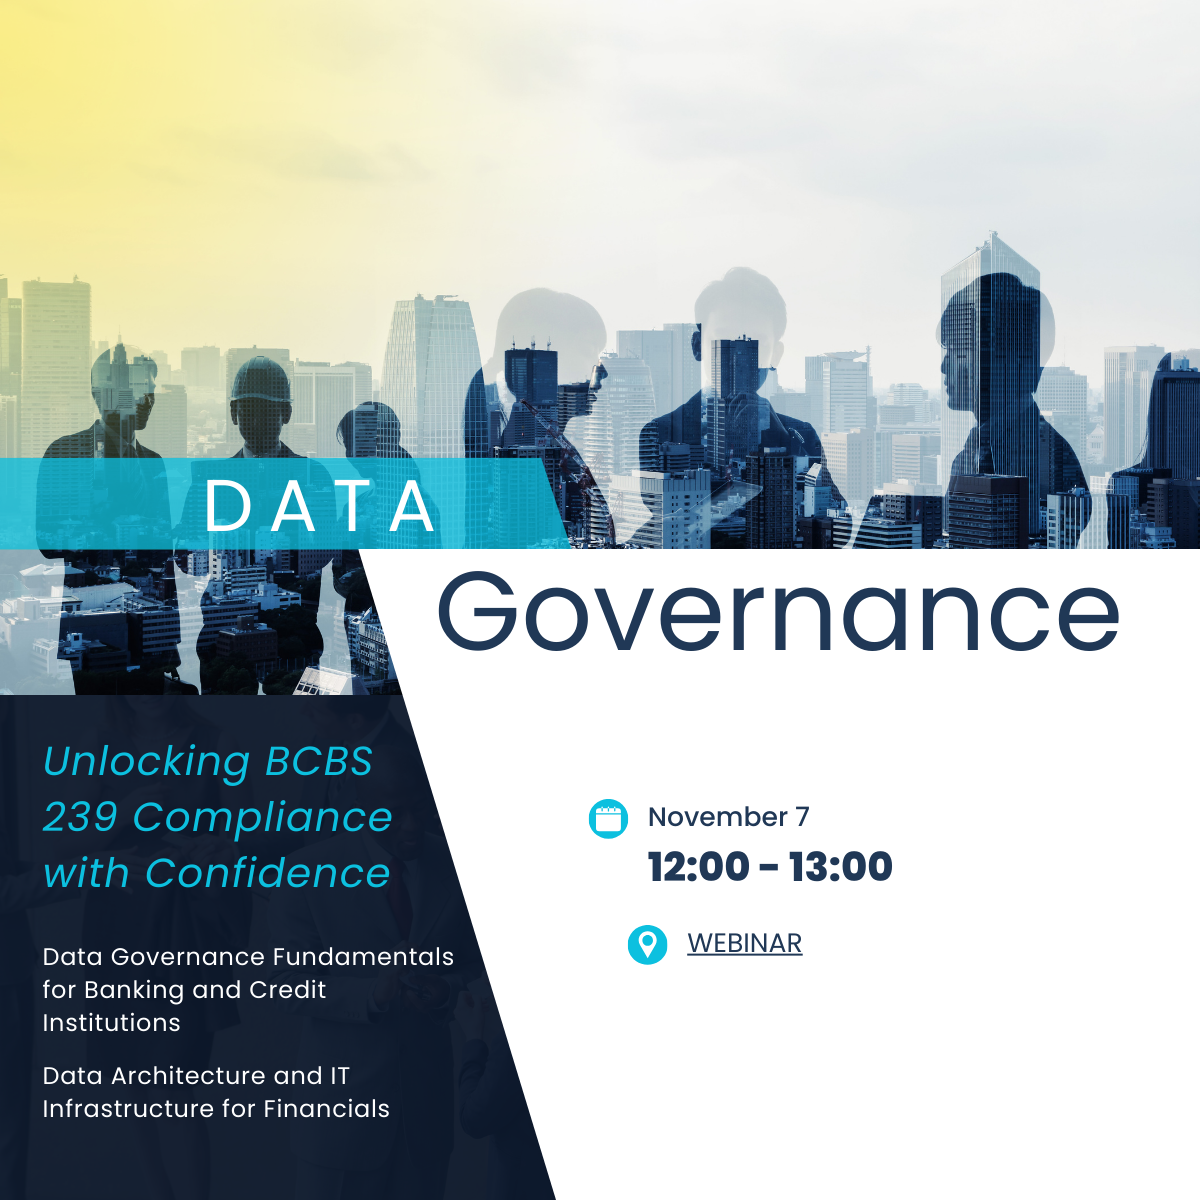 DATA
Governance
Unlocking BCBS
239 Compliance
with Confidence
Data Governance Fundamentals
for Banking and Credit
Institutions
Data Architecture and IT
Infrastructure for Financials
November 7
12:00 - 13:00
WEBINAR